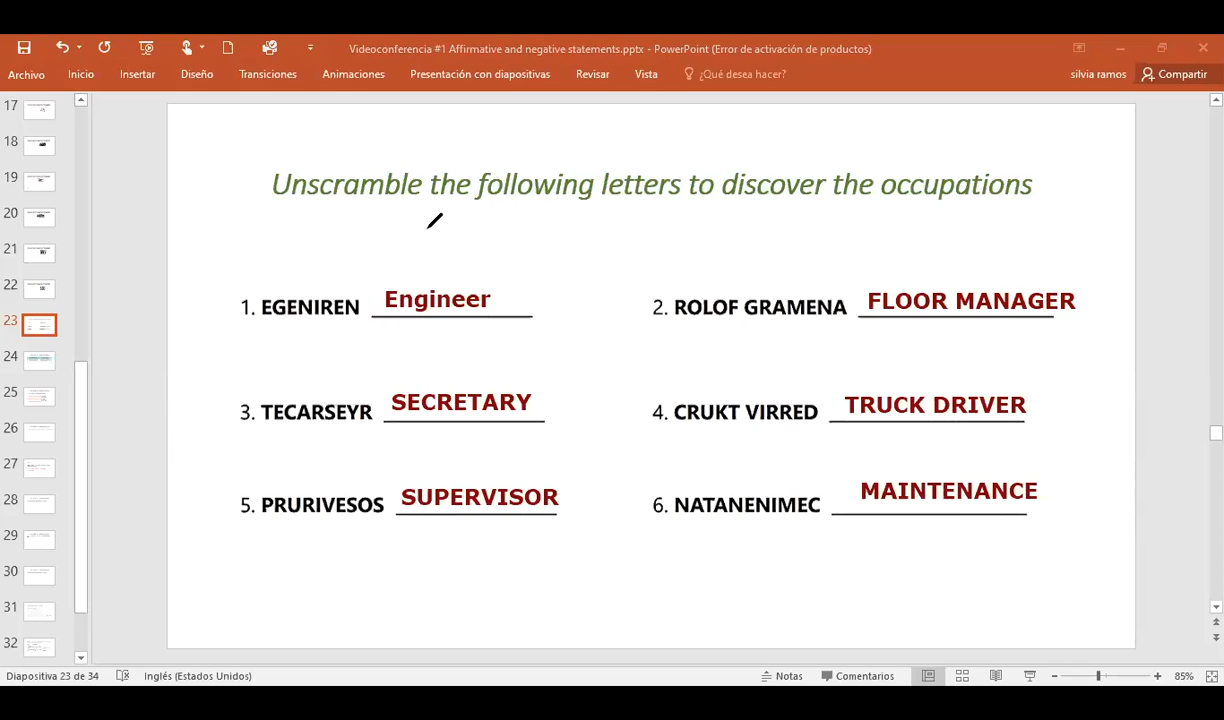 Videoconferencia #1 Affirmative and negative statements.pptx - PowerPoint (Error de activación de productos)
Archivo Inicio Insertar Diseño Transiciones Animaciones Presentación con diapositivas Revisar Vista ¿Qué desea hacer? silvia ramos Compartir
17
18
19
20
21
22
23
24
25
26
27
28
29
30
31
32
Unscramble the following letters to discover the occupations
1. EGENIREN Engineer 2. ROLOF GRAMENA FLOOR MANAGER
3. TECARSEYR SECRETARY 4. CRUKT VIRRED TRUCK DRIVER
5. PRURIVESOS SUPERVISOR 6. NATANENIMEC MAINTENANCE
Diapositiva 23 de 34 Inglés (Estados Unidos) Notas Comentarios 85%